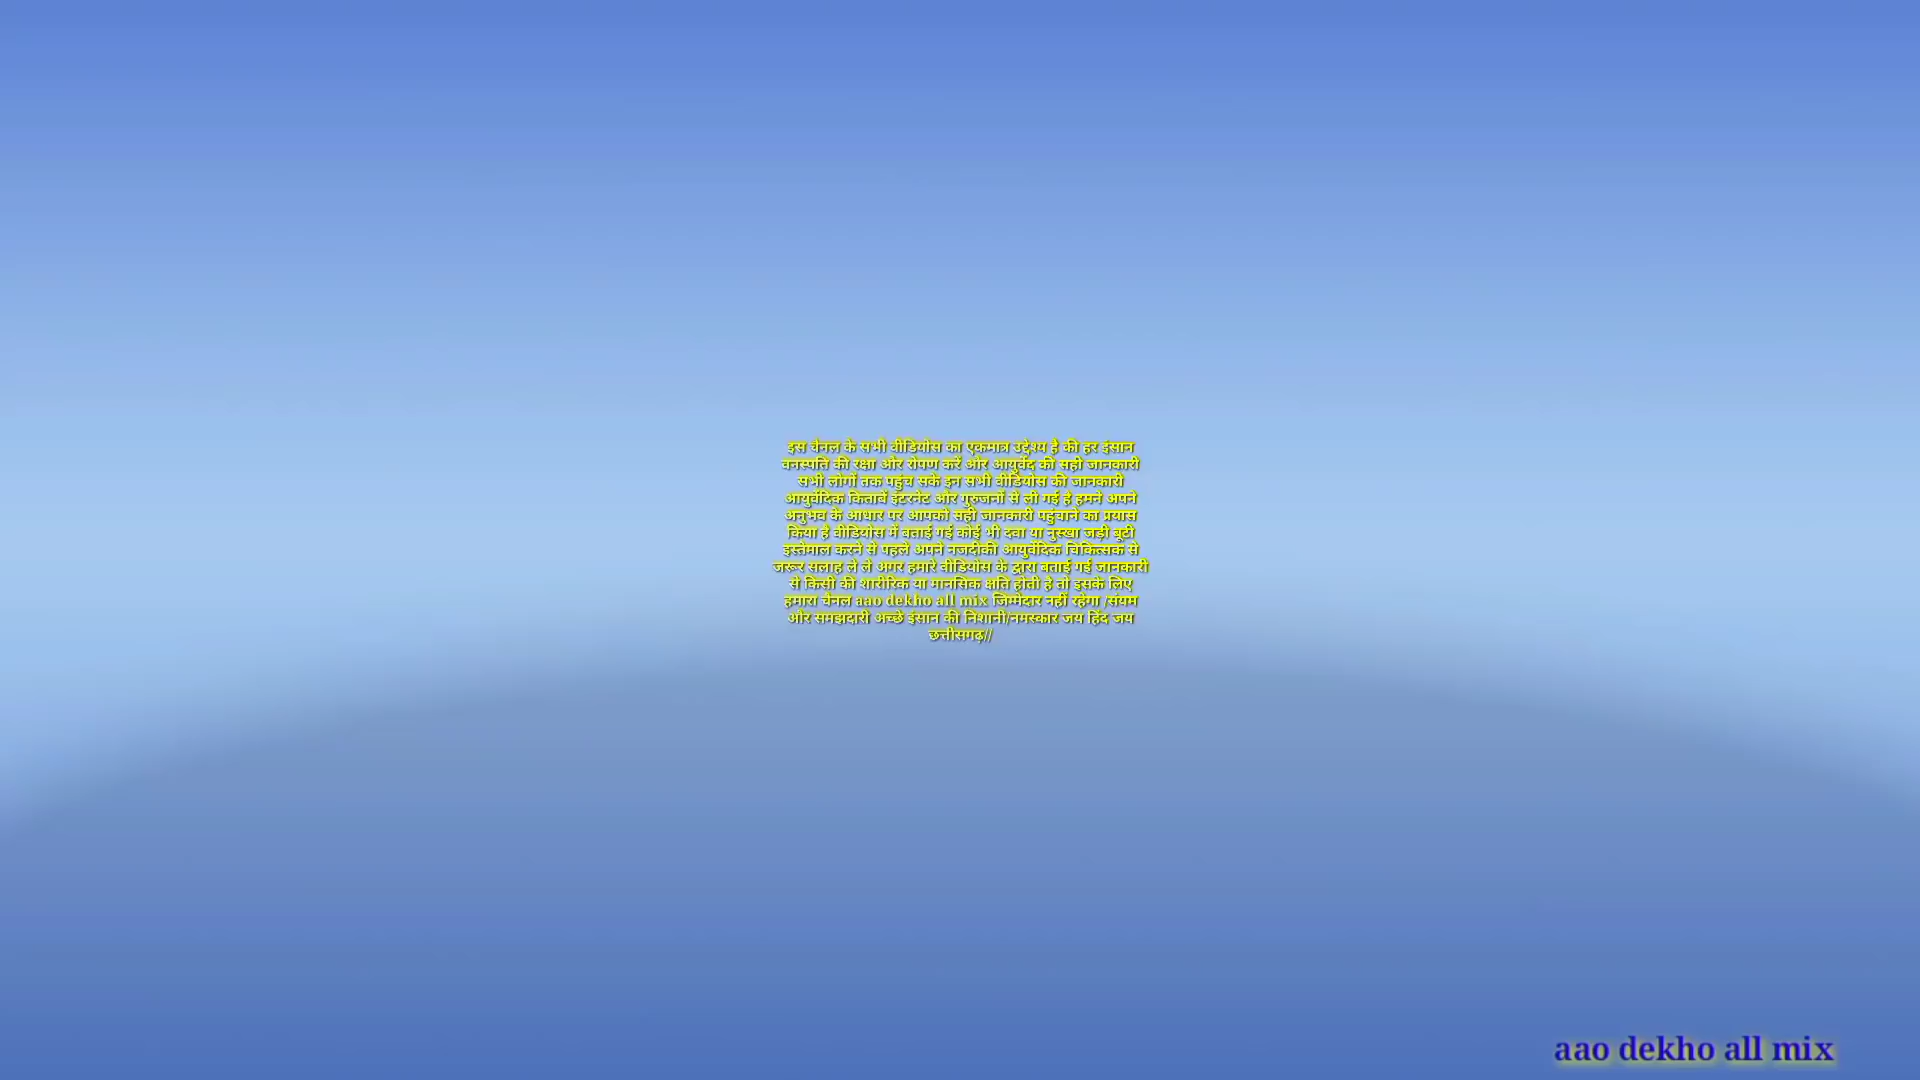 इस चैनल के सभी वीडियोस का एकमात्र उद्देश्य है की हर इंसान
वनस्पति की रक्षा और रोपण करें और आयुर्वेद की सही जानकारी
सभी लोगों तक पहुंच सके इन सभी वीडियोस की जानकारी
आयुर्वेदिक किताबें इंटरनेट और गुरुजनों से ली गई है हमने अपने
अनुभव के आधार पर आपको सही जानकारी पहुंचाने का प्रयास
किया है वीडियोस में बताई गई कोई भी दवा या नुस्खा जड़ी बूटी
इस्तेमाल करने से पहले अपने नजदीकी आयुर्वेदिक चिकित्सक से
जरूर सलाह ले ले अगर हमारे वीडियोस के द्वारा बताई गई जानकारी
से किसी की शारीरिक या मानसिक क्षति होती है तो इसके लिए
हमारा चैनल aao dekho all mix जिम्मेदार नहीं रहेगा /संयम
और समझदारी अच्छे इंसान की निशानी/नमस्कार जय हिंद जय
छत्तीसगढ़//
aao dekho all mix